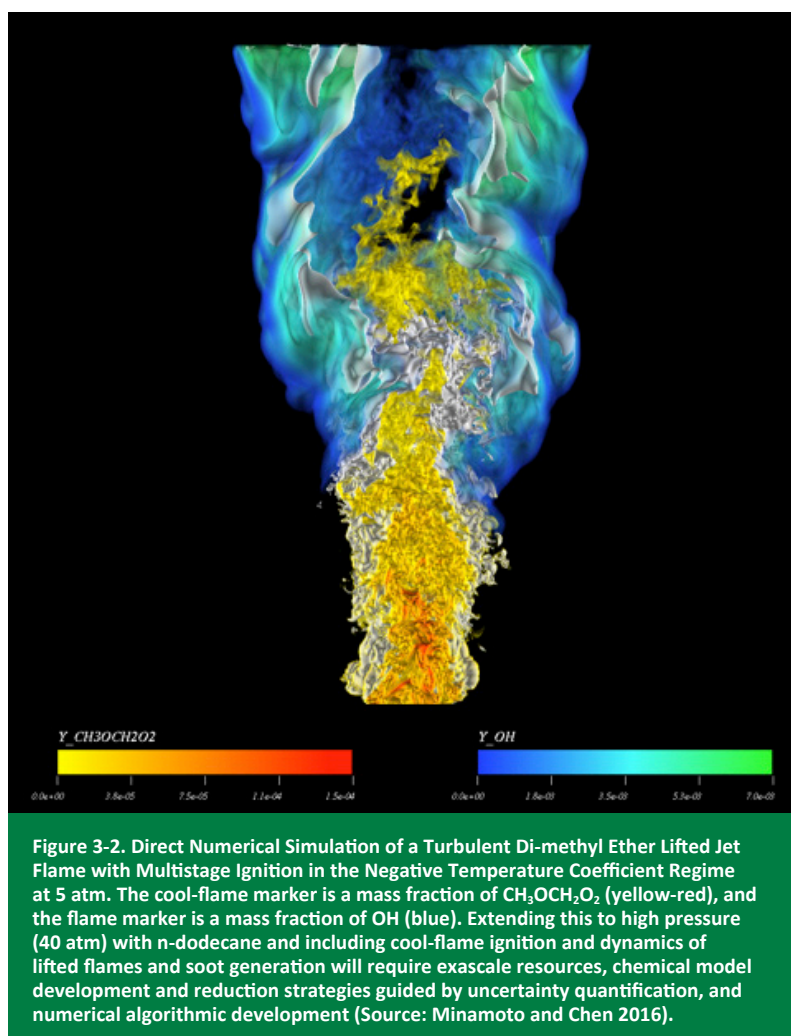 Y_CH3OCH2O2
Y_OH
0.0e+00 3.8e-05 7.5e-05 1.1e-04 1.5e-04
0.0e+00 1.8e-03 3.5e-03 5.3e-03 7.0e-03
Figure 3-2. Direct Numerical Simulation of a Turbulent Di-methyl Ether Lifted Jet
Flame with Multistage Ignition in the Negative Temperature Coefficient Regime
at 5 atm. The cool-flame marker is a mass fraction of CH₃OCH₂O₂ (yellow-red), and
the flame marker is a mass fraction of OH (blue). Extending this to high pressure
(40 atm) with n-dodecane and including cool-flame ignition and dynamics of
lifted flames and soot generation will require exascale resources, chemical model
development and reduction strategies guided by uncertainty quantification, and
numerical algorithmic development (Source: Minamoto and Chen 2016).